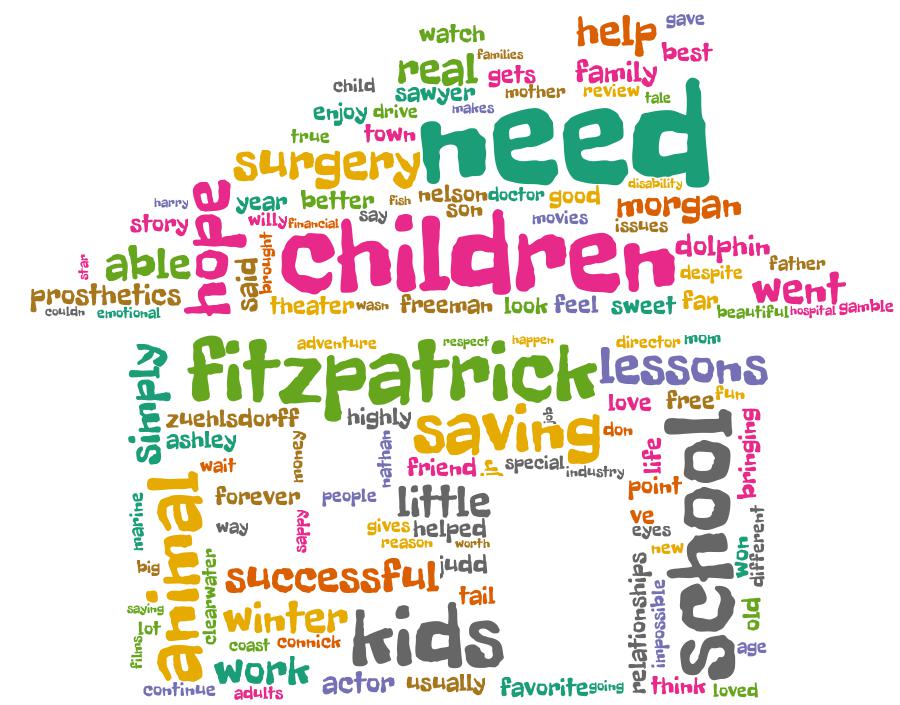 gave
watch help
families best
real gets family
child sawyer mother review tale
enjoy drive makes
true town need
surgery
disability
harry year better fish nelson doctor good
hope son morgan
story willy financial say movies issues
children dolphin
star able said brought despite father
prosthetics went
theater wasn freeman look feel sweet far
couldn emotional beautiful hospital gamble
adventure respect happen director mom
simply fitzpatrick lessons
love free fun
zuehlsdorff highly saving job
ashley money nathan don school bringing
wait friend special industry life
animal forever people little point
marine way sappy gives helped ve eyes
reason worth new won different
big clearwater successful judd
saying winter tail relationships impossible old
films lot coast connick kids age
work
continue adults actor usually favorite going think loved